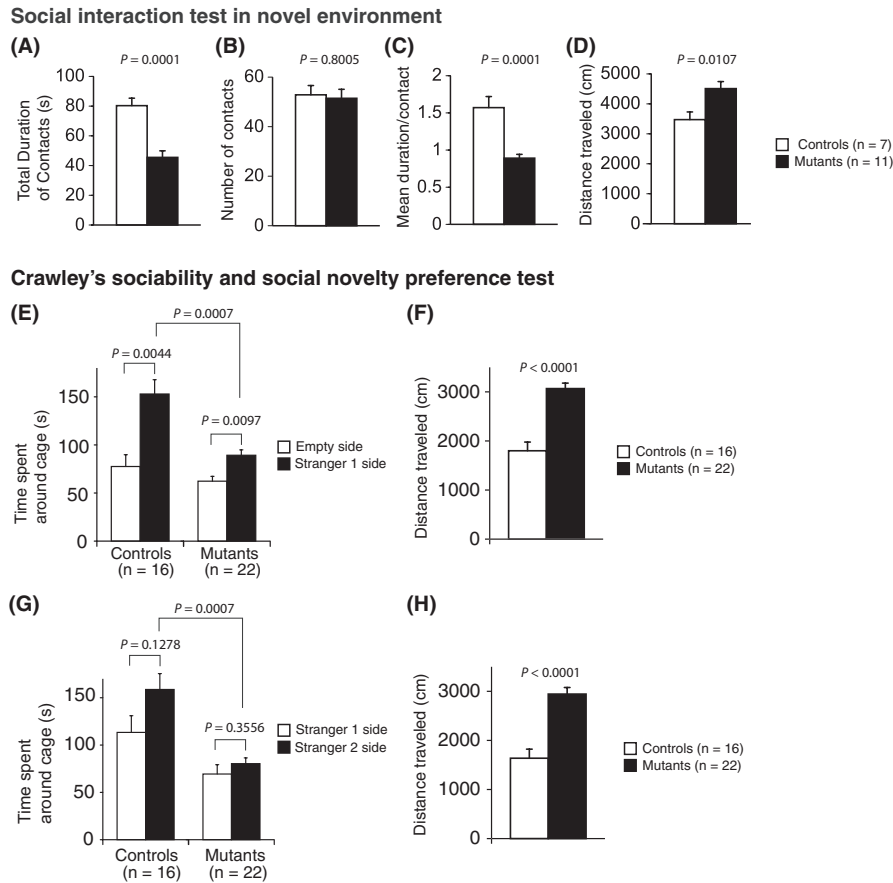 Social interaction test in novel environment
(A)
P = 0.0001
Total Duration
of Contacts (s)
100
80
60
40
20
0
(B)
P = 0.8005
Number of contacts
60
40
20
0
(C)
P = 0.0001
Mean duration/contact
2
1.5
1
0.5
0
(D)
P = 0.0107
Distance traveled (cm)
5000
4000
3000
2000
1000
0
Controls (n = 7)
Mutants (n = 11)
Crawley’s sociability and social novelty preference test
(E)
P = 0.0007
P = 0.0044
P = 0.0097
Time spent
around cage (s)
150
100
50
0
Controls
(n = 16)
Mutants
(n = 22)
Empty side
Stranger 1 side
(F)
P < 0.0001
Distance traveled (cm)
3000
2000
1000
0
Controls (n = 16)
Mutants (n = 22)
(G)
P = 0.0007
P = 0.1278
P = 0.3556
Time spent
around cage (s)
150
100
50
0
Controls
(n = 16)
Mutants
(n = 22)
Stranger 1 side
Stranger 2 side
(H)
P < 0.0001
Distance traveled (cm)
3000
2000
1000
0
Controls (n = 16)
Mutants (n = 22)